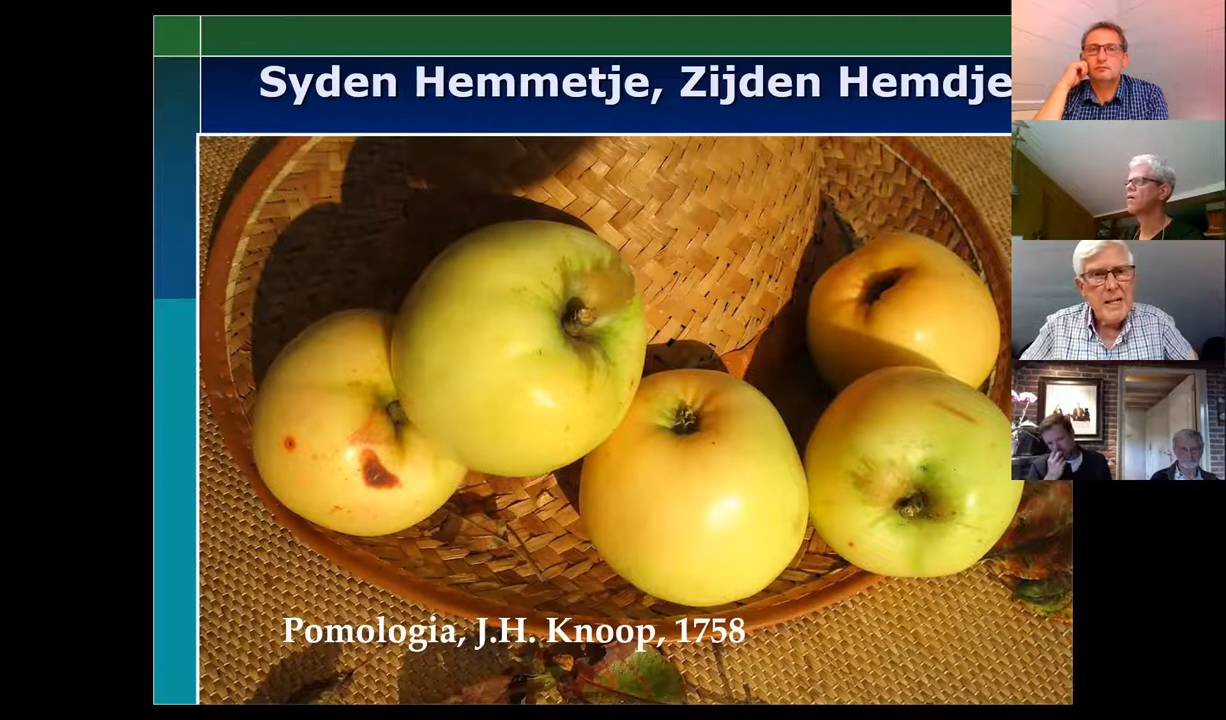 Syden Hemmetje, Zijden Hemdje
Pomologia, J.H. Knoop, 1758